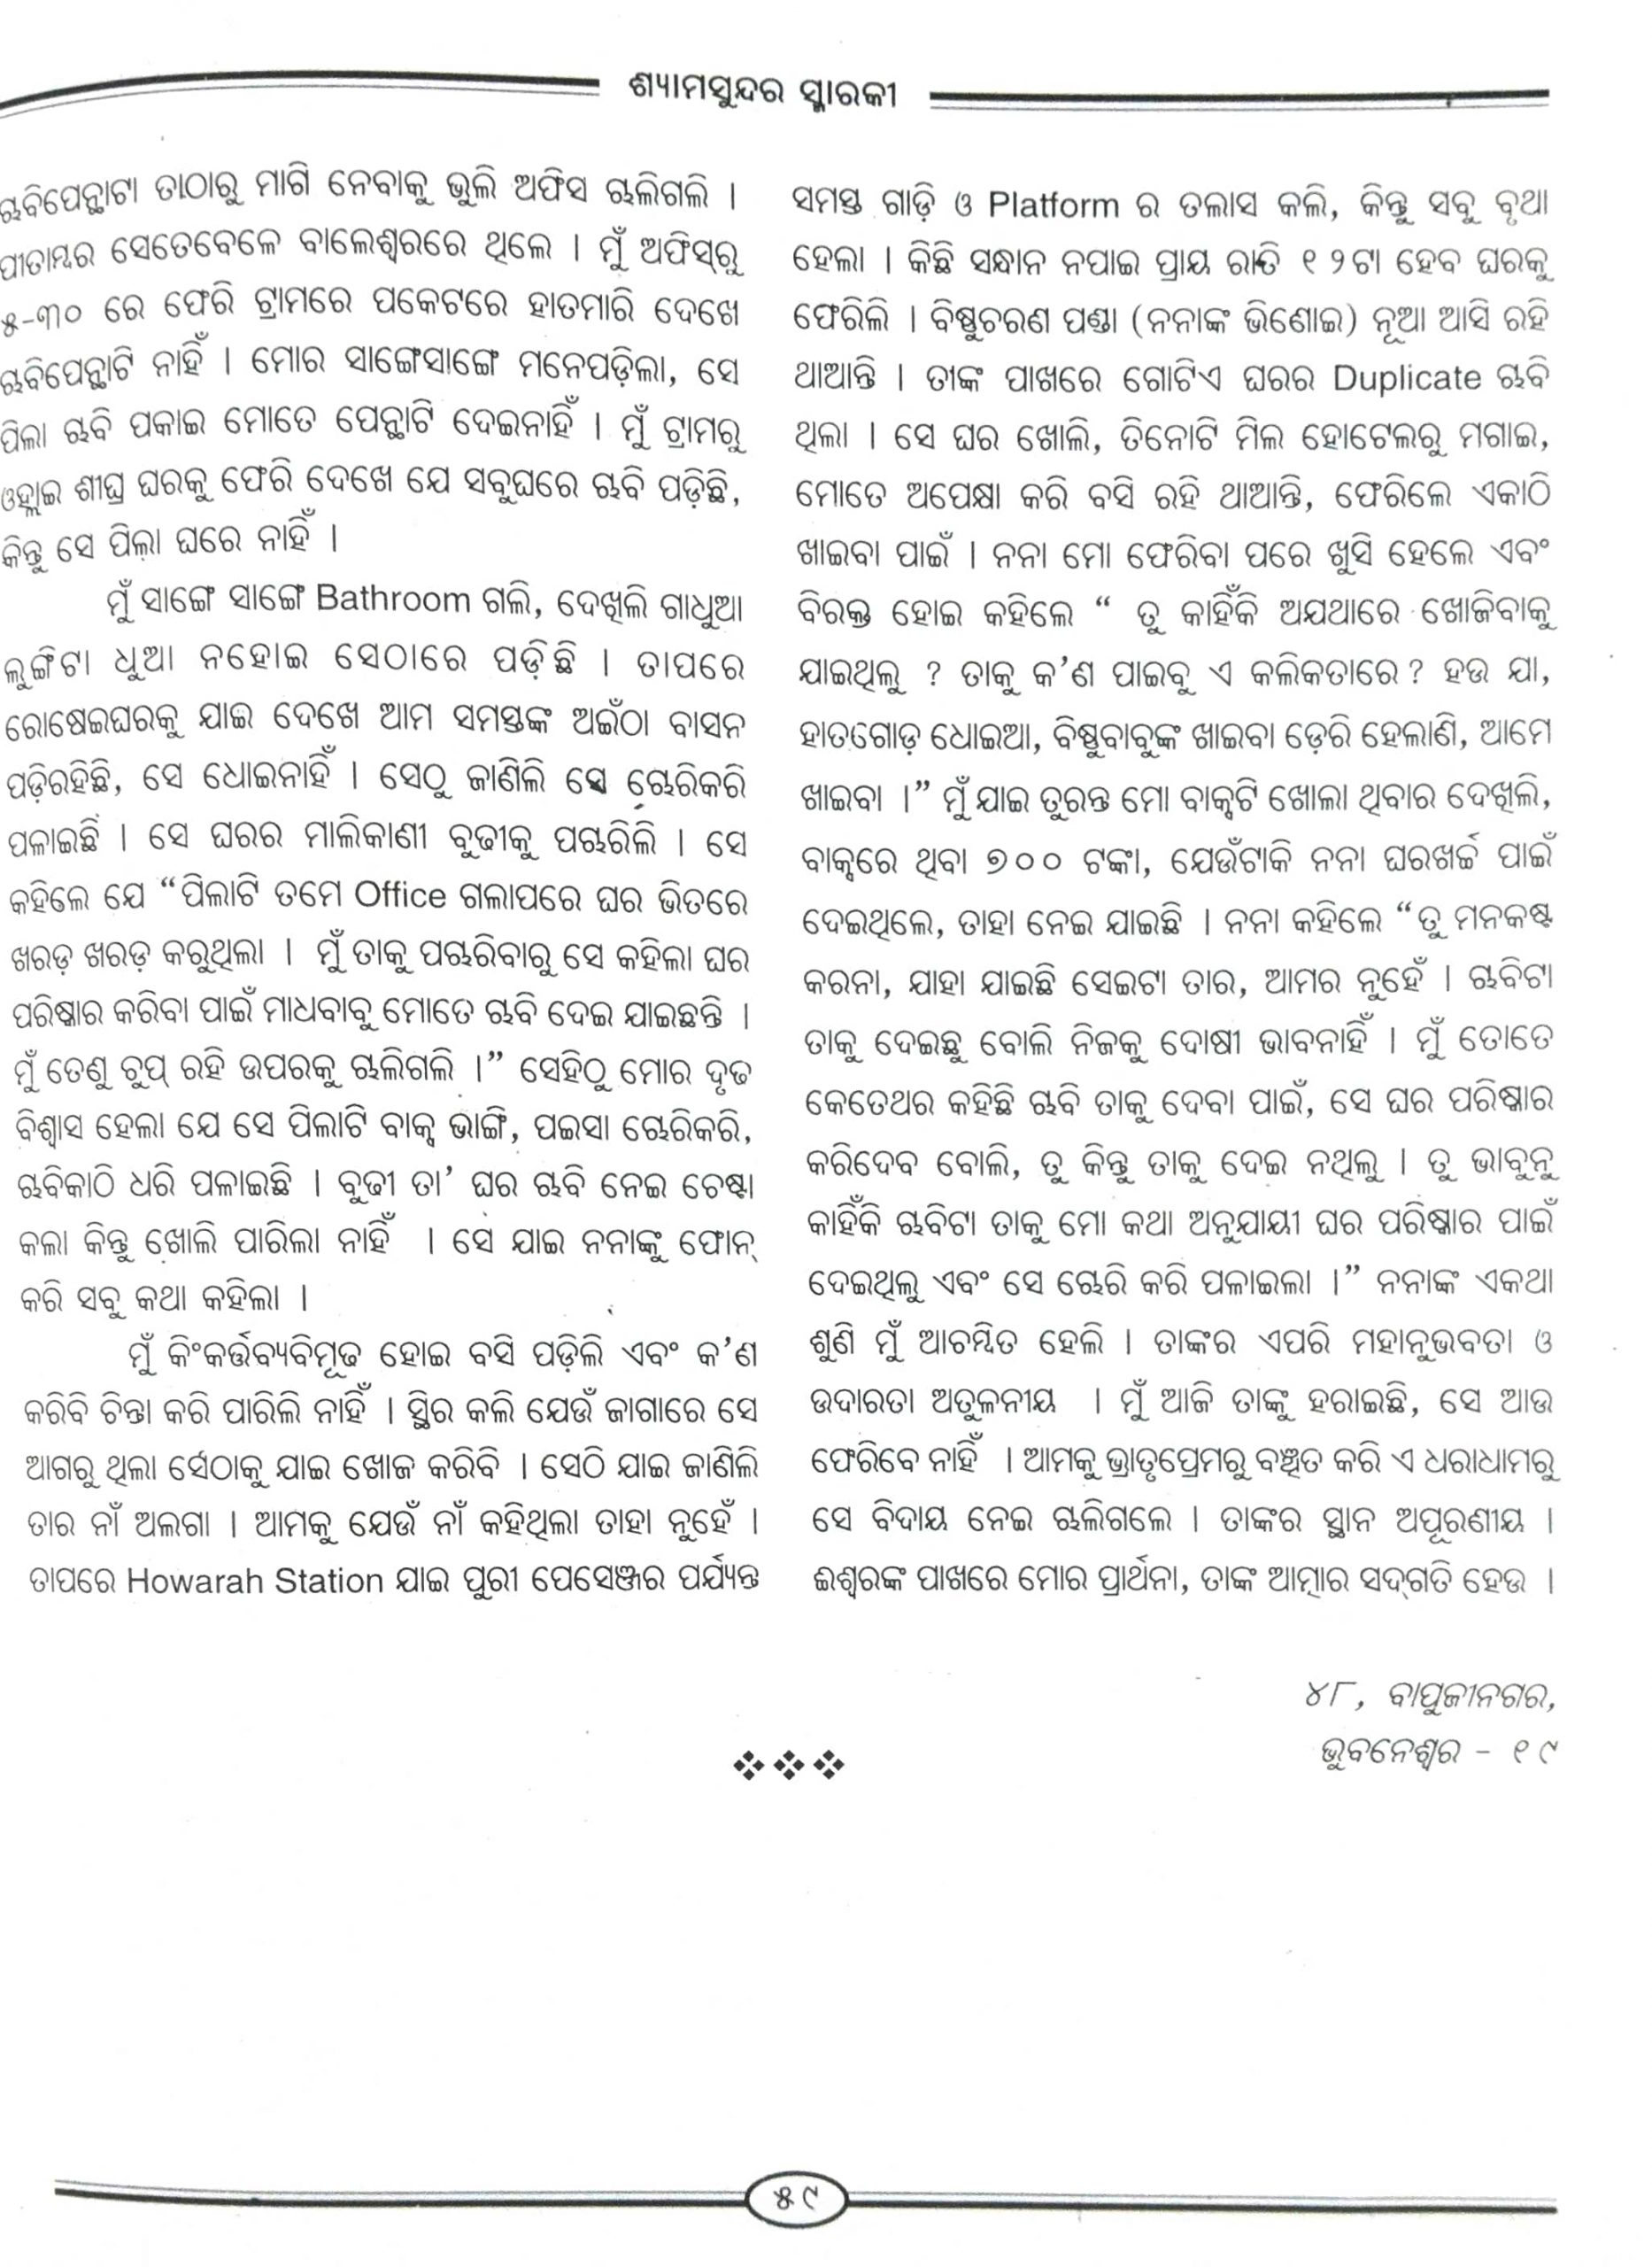 ଶ୍ୟାମସୁନ୍ଦର ସ୍ମାରକୀ
ଚାବିପେନ୍ଥାଟା ତାଠାରୁ ମାଗି ନେବାକୁ ଭୁଲି ଅଫିସ ଚାଲିଗଲି ।
ପୀତାମ୍ବର ସେତେବେଳେ ବାଲେଶ୍ୱରରେ ଥିଲେ । ମୁଁ ଅଫିସ୍‌ରୁ
୫-୩୦ ରେ ଫେରି ଟ୍ରାମରେ ପକେଟରେ ହାତମାରି ଦେଖେ
ଚାବିପେନ୍ଥାଟି ନାହିଁ । ମୋର ସାଙ୍ଗେସାଙ୍ଗେ ମନେପଡ଼ିଲା, ସେ
ପିଲା ଚାବି ପକାଇ ମୋତେ ପେନ୍ଥାଟି ଦେଇନାହିଁ । ମୁଁ ଟ୍ରାମରୁ
ଓହ୍ଲାଇ ଶୀଘ୍ର ଘରକୁ ଫେରି ଦେଖେ ଯେ ସବୁଘରେ ଚାବି ପଡ଼ିଛି,
କିନ୍ତୁ ସେ ପିଲା ଘରେ ନାହିଁ ।
ମୁଁ ସାଙ୍ଗେ ସାଙ୍ଗେ Bathroom ଗଲି, ଦେଖିଲି ଗାଧୁଆ
ଲୁଙ୍ଗିଟା ଧୁଆ ନହୋଇ ସେଠାରେ ପଡ଼ିଛି । ତାପରେ
ରୋଷେଇଘରକୁ ଯାଇ ଦେଖେ ଆମ ସମସ୍ତଙ୍କ ଅଇଁଠା ବାସନ
ପଡ଼ିରହିଛି, ସେ ଧୋଇନାହିଁ । ସେଠୁ ଜାଣିଲି ସେ ଚୋରିକରି
ପଳାଇଛି । ସେ ଘରର ମାଲିକାଣୀ ବୁଢୀକୁ ପଚାରିଲି । ସେ
କହିଲେ ଯେ “ପିଲାଟି ତମେ Office ଗଲାପରେ ଘର ଭିତରେ
ଖରଡ଼ ଖରଡ଼ କରୁଥିଲା । ମୁଁ ତାକୁ ପଚାରିବାରୁ ସେ କହିଲା ଘର
ପରିଷ୍କାର କରିବା ପାଇଁ ମାଧବାବୁ ମୋତେ ଚାବି ଦେଇ ଯାଇଛନ୍ତି ।
ମୁଁ ତେଣୁ ଚୁପ୍ ରହି ଉପରକୁ ଚାଲିଗଲି ।” ସେହିଠୁ ମୋର ଦୃଢ
ବିଶ୍ୱାସ ହେଲା ଯେ ସେ ପିଲାଟି ବାକ୍ସ ଭାଙ୍ଗି, ପଇସା ଚୋରିକରି,
ଚାବିକାଠି ଧରି ପଳାଇଛି । ବୁଢୀ ତା’ ଘର ଚାବି ନେଇ ଚେଷ୍ଟା
କଲା କିନ୍ତୁ ଖୋଲି ପାରିଲା ନାହିଁ । ସେ ଯାଇ ନନାଙ୍କୁ ଫୋନ୍
କରି ସବୁ କଥା କହିଲା ।
ମୁଁ କିଂକର୍ତ୍ତବ୍ୟବିମୂଢ ହୋଇ ବସି ପଡ଼ିଲି ଏବଂ କ’ଣ
କରିବି ଚିନ୍ତା କରି ପାରିଲି ନାହିଁ । ସ୍ଥିର କଲି ଯେଉଁ ଜାଗାରେ ସେ
ଆଗରୁ ଥିଲା ସେଠାକୁ ଯାଇ ଖୋଜ କରିବି । ସେଠି ଯାଇ ଜାଣିଲି
ତାର ନାଁ ଅଲଗା । ଆମକୁ ଯେଉଁ ନାଁ କହିଥିଲା ତାହା ନୁହେଁ ।
ତାପରେ Howarah Station ଯାଇ ପୁରୀ ପେସେଞ୍ଜର ପର୍ଯ୍ୟନ୍ତ
ସମସ୍ତ ଗାଡ଼ି ଓ Platform ର ତଲାସ କଲି, କିନ୍ତୁ ସବୁ ବୃଥା
ହେଲା । କିଛି ସନ୍ଧାନ ନପାଇ ପ୍ରାୟ ରାତି ୧୨ଟା ହେବ ଘରକୁ
ଫେରିଲି । ବିଷ୍ଣୁଚରଣ ପଣ୍ଡା (ନନାଙ୍କ ଭିଣୋଇ) ନୂଆ ଆସି ରହି
ଥାଆନ୍ତି । ତାଙ୍କ ପାଖରେ ଗୋଟିଏ ଘରର Duplicate ଚାବି
ଥିଲା । ସେ ଘର ଖୋଲି, ତିନୋଟି ମିଲ ହୋଟେଲରୁ ମଗାଇ,
ମୋତେ ଅପେକ୍ଷା କରି ବସି ରହି ଥାଆନ୍ତି, ଫେରିଲେ ଏକାଠି
ଖାଇବା ପାଇଁ । ନନା ମୋ ଫେରିବା ପରେ ଖୁସି ହେଲେ ଏବଂ
ବିରକ୍ତ ହୋଇ କହିଲେ “ ତୁ କାହିଁକି ଅଯଥାରେ ଖୋଜିବାକୁ
ଯାଇଥିଲୁ ? ତାକୁ କ’ଣ ପାଇବୁ ଏ କଲିକତାରେ ? ହଉ ଯା,
ହାତଗୋଡ଼ ଧୋଇଆ, ବିଷ୍ଣୁବାବୁଙ୍କ ଖାଇବା ଡ଼େରି ହେଲାଣି, ଆମେ
ଖାଇବା ।” ମୁଁ ଯାଇ ତୁରନ୍ତ ମୋ ବାକ୍ସଟି ଖୋଲା ଥିବାର ଦେଖିଲି,
ବାକ୍ସରେ ଥିବା ୭୦୦ ଟଙ୍କା, ଯେଉଁଟାକି ନନା ଘରଖର୍ଚ୍ଚ ପାଇଁ
ଦେଇଥିଲେ, ତାହା ନେଇ ଯାଇଛି । ନନା କହିଲେ “ତୁ ମନକଷ୍ଟ
କରନା, ଯାହା ଯାଇଛି ସେଇଟା ତାର, ଆମର ନୁହେଁ । ଚାବିଟା
ତାକୁ ଦେଇଛୁ ବୋଲି ନିଜକୁ ଦୋଷୀ ଭାବନାହିଁ । ମୁଁ ତୋତେ
କେତେଥର କହିଛି ଚାବି ତାକୁ ଦେବା ପାଇଁ, ସେ ଘର ପରିଷ୍କାର
କରିଦେବ ବୋଲି, ତୁ କିନ୍ତୁ ତାକୁ ଦେଇ ନଥିଲୁ । ତୁ ଭାବୁନୁ
କାହିଁକି ଚାବିଟା ତାକୁ ମୋ କଥା ଅନୁଯାୟୀ ଘର ପରିଷ୍କାର ପାଇଁ
ଦେଇଥିଲୁ ଏବଂ ସେ ଚୋରି କରି ପଳାଇଲା ।” ନନାଙ୍କ ଏକଥା
ଶୁଣି ମୁଁ ଆଚମ୍ବିତ ହେଲି । ତାଙ୍କର ଏପରି ମହାନୁଭବତା ଓ
ଉଦାରତା ଅତୁଳନୀୟ । ମୁଁ ଆଜି ତାଙ୍କୁ ହରାଇଛି, ସେ ଆଉ
ଫେରିବେ ନାହିଁ । ଆମକୁ ଭ୍ରାତୃପ୍ରେମରୁ ବଞ୍ଚିତ କରି ଏ ଧରାଧାମରୁ
ସେ ବିଦାୟ ନେଇ ଚାଲିଗଲେ । ତାଙ୍କର ସ୍ଥାନ ଅପୂରଣୀୟ ।
ଈଶ୍ୱରଙ୍କ ପାଖରେ ମୋର ପ୍ରାର୍ଥନା, ତାଙ୍କ ଆତ୍ମାର ସଦ୍‌ଗତି ହେଉ ।
୪୮, ବାପୁଜୀନଗର,
ଭୁବନେଶ୍ୱର - ୧୯
୫୯